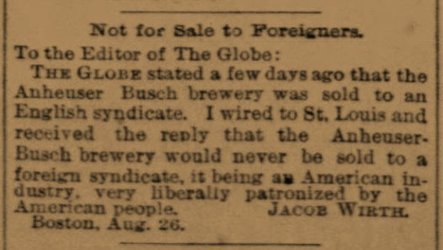 Not for Sale to Foreigners.
To the Editor of The Globe:
THE GLOBE stated a few days ago that the
Anheuser Busch brewery was sold to an
English syndicate. I wired to St. Louis and
received the reply that the Anheuser-
Busch brewery would never be sold to a
foreign syndicate, it being an American in-
dustry, very liberally patronized by the
American people. JACOB WIRTH.
Boston, Aug. 26.